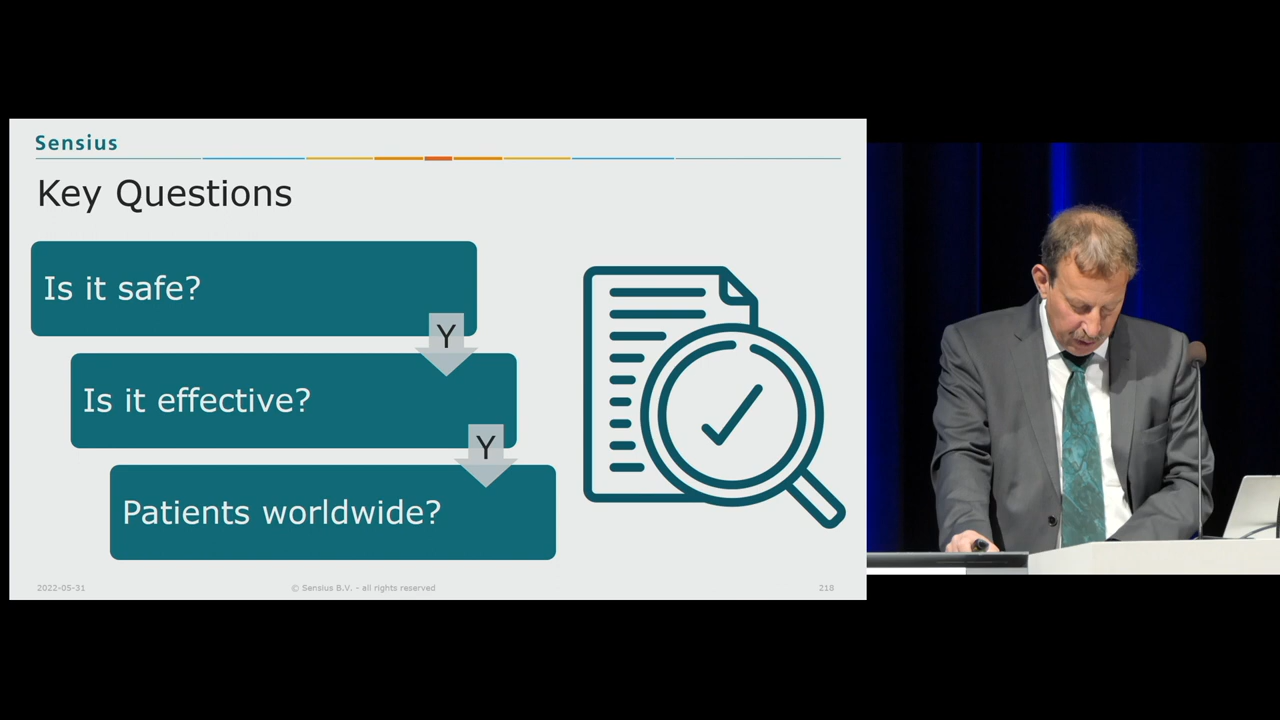 Sensius
Key Questions
Is it safe?
Y
Is it effective?
Y
Patients worldwide?
2022-05-31
© Sensius B.V. – all rights reserved
218